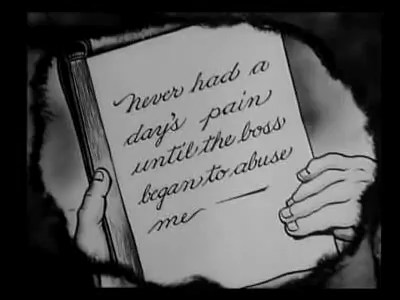 Never had a
day's pain
until the boss
began to abuse
me —